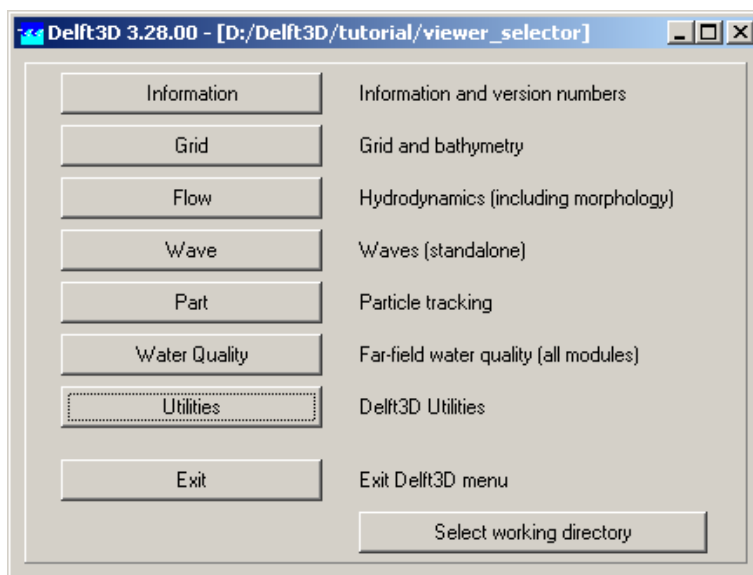 Delft3D 3.28.00 - [D:/Delft3D/tutorial/viewer_selector]
Information Information and version numbers
Grid Grid and bathymetry
Flow Hydrodynamics (including morphology)
Wave Waves (standalone)
Part Particle tracking
Water Quality Far-field water quality (all modules)
Utilities Delft3D Utilities
Exit Exit Delft3D menu
Select working directory